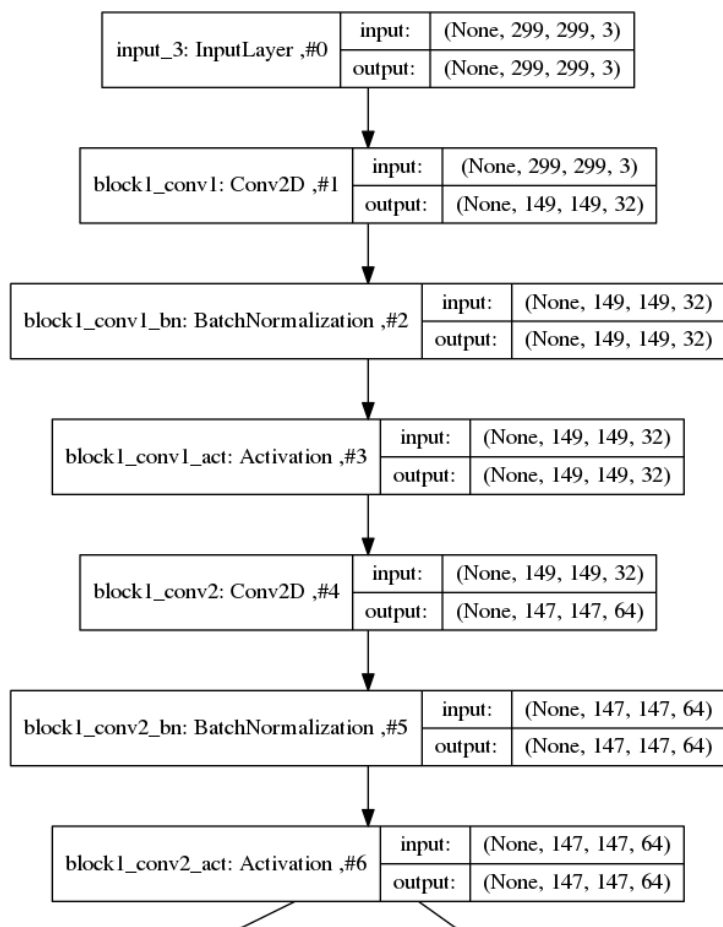 input_3: InputLayer ,#0
input: (None, 299, 299, 3)
output: (None, 299, 299, 3)
block1_conv1: Conv2D ,#1
input: (None, 299, 299, 3)
output: (None, 149, 149, 32)
block1_conv1_bn: BatchNormalization ,#2
input: (None, 149, 149, 32)
output: (None, 149, 149, 32)
block1_conv1_act: Activation ,#3
input: (None, 149, 149, 32)
output: (None, 149, 149, 32)
block1_conv2: Conv2D ,#4
input: (None, 149, 149, 32)
output: (None, 147, 147, 64)
block1_conv2_bn: BatchNormalization ,#5
input: (None, 147, 147, 64)
output: (None, 147, 147, 64)
block1_conv2_act: Activation ,#6
input: (None, 147, 147, 64)
output: (None, 147, 147, 64)